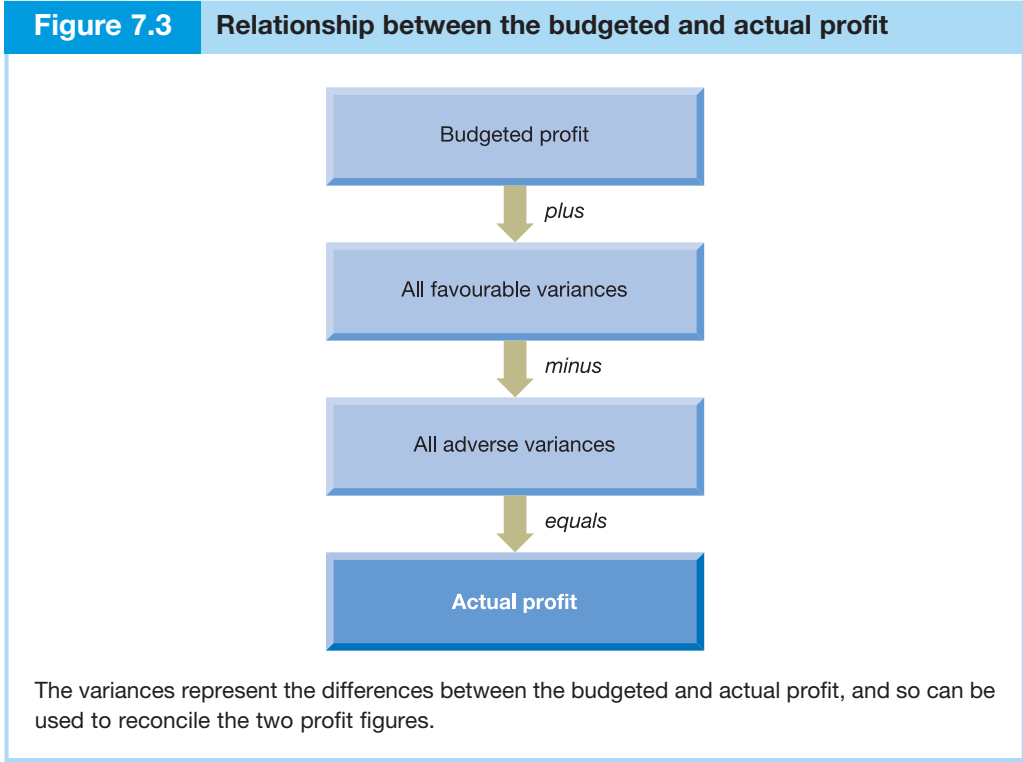 Figure 7.3 Relationship between the budgeted and actual profit
Budgeted profit
plus
All favourable variances
minus
All adverse variances
equals
Actual profit
The variances represent the differences between the budgeted and actual profit, and so can be
used to reconcile the two profit figures.